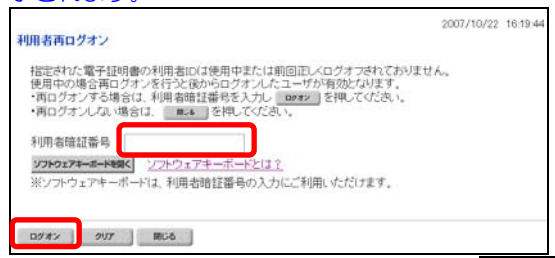 2007/10/22 16:19:44
利用者再ログオン
指定された電子証明書の利用者IDは使用中または前回正しくログオフされておりません。
使用中の場合再ログオンを行うと後からログオンしたユーザが有効となります。
・再ログオンする場合は、利用者暗証番号を入力し ログオン を押してください。
・再ログオンしない場合は、 閉じる を押してください。
利用者暗証番号
ソフトウェアキーボードを開く ソフトウェアキーボードとは？
※ソフトウェアキーボードは、利用者暗証番号の入力にご利用いただけます。
ログオン クリア 閉じる